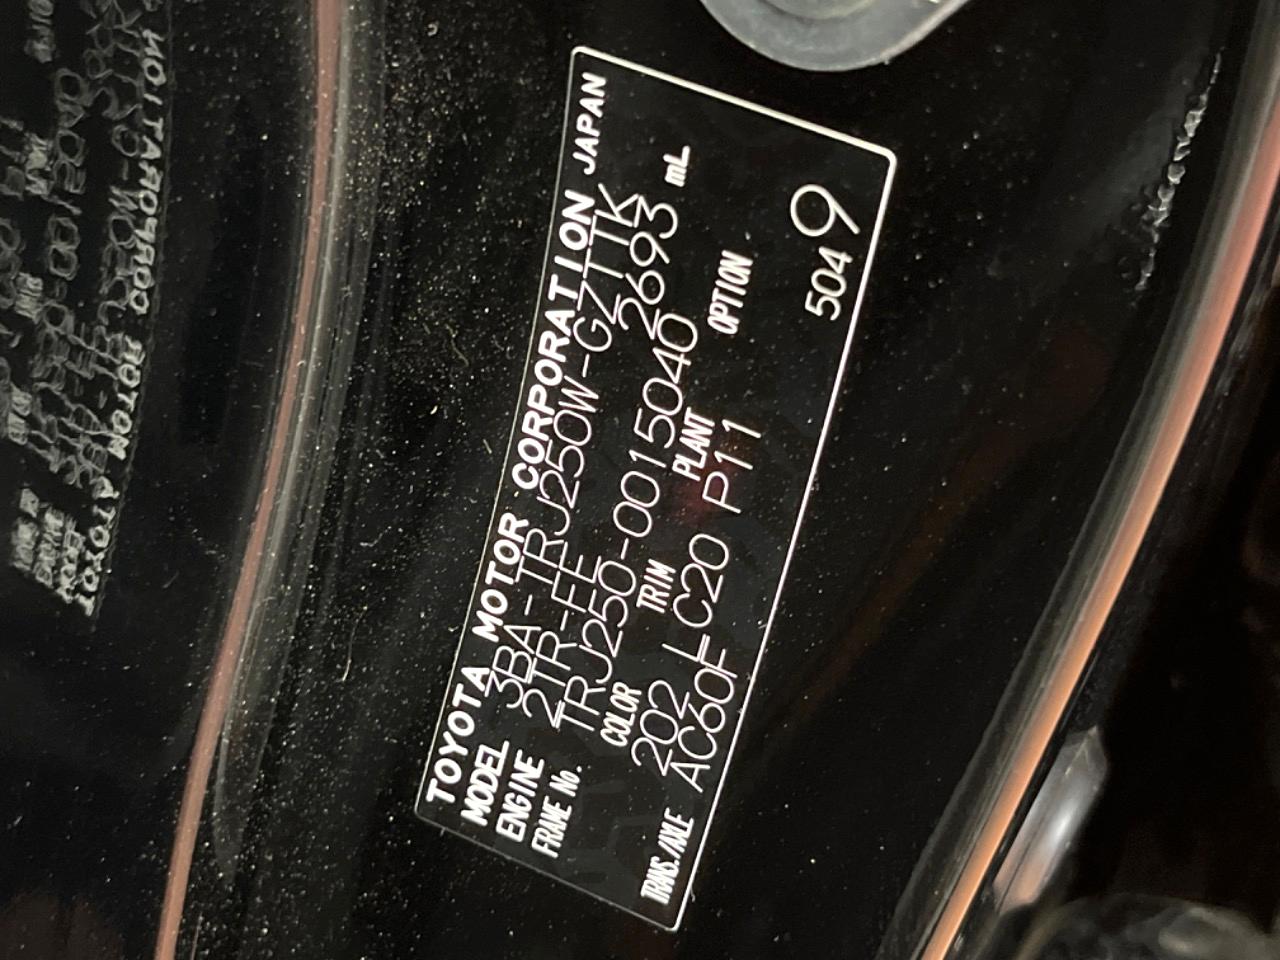 TOYOTA MOTOR CORPORATION JAPAN
MODEL 3BA-TRJ250W-GZTTK
ENGINE 2TR-FE 2693 mL
FRAME No. TRJ250-0015040
COLOR TRIM PLANT OPTION
202 LC20 P11
TRANS./AXLE AC60F
5049